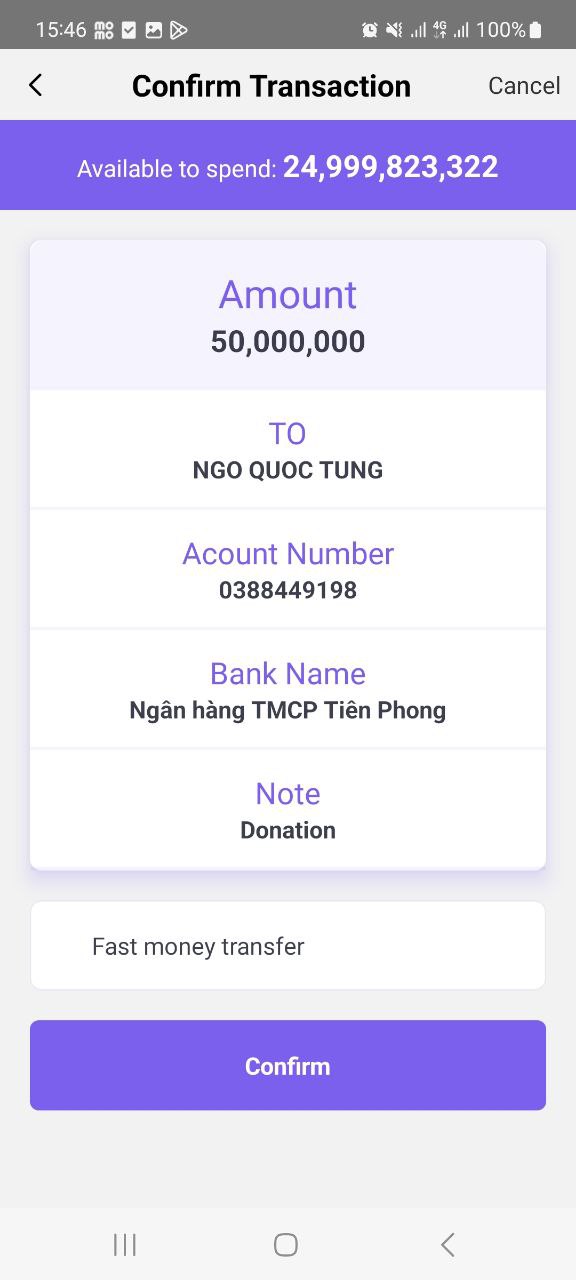 15:46 mo mo 4G 100%
Confirm Transaction Cancel
Available to spend: 24,999,823,322
Amount
50,000,000
TO
NGO QUOC TUNG
Acount Number
0388449198
Bank Name
Ngân hàng TMCP Tiên Phong
Note
Donation
Fast money transfer
Confirm